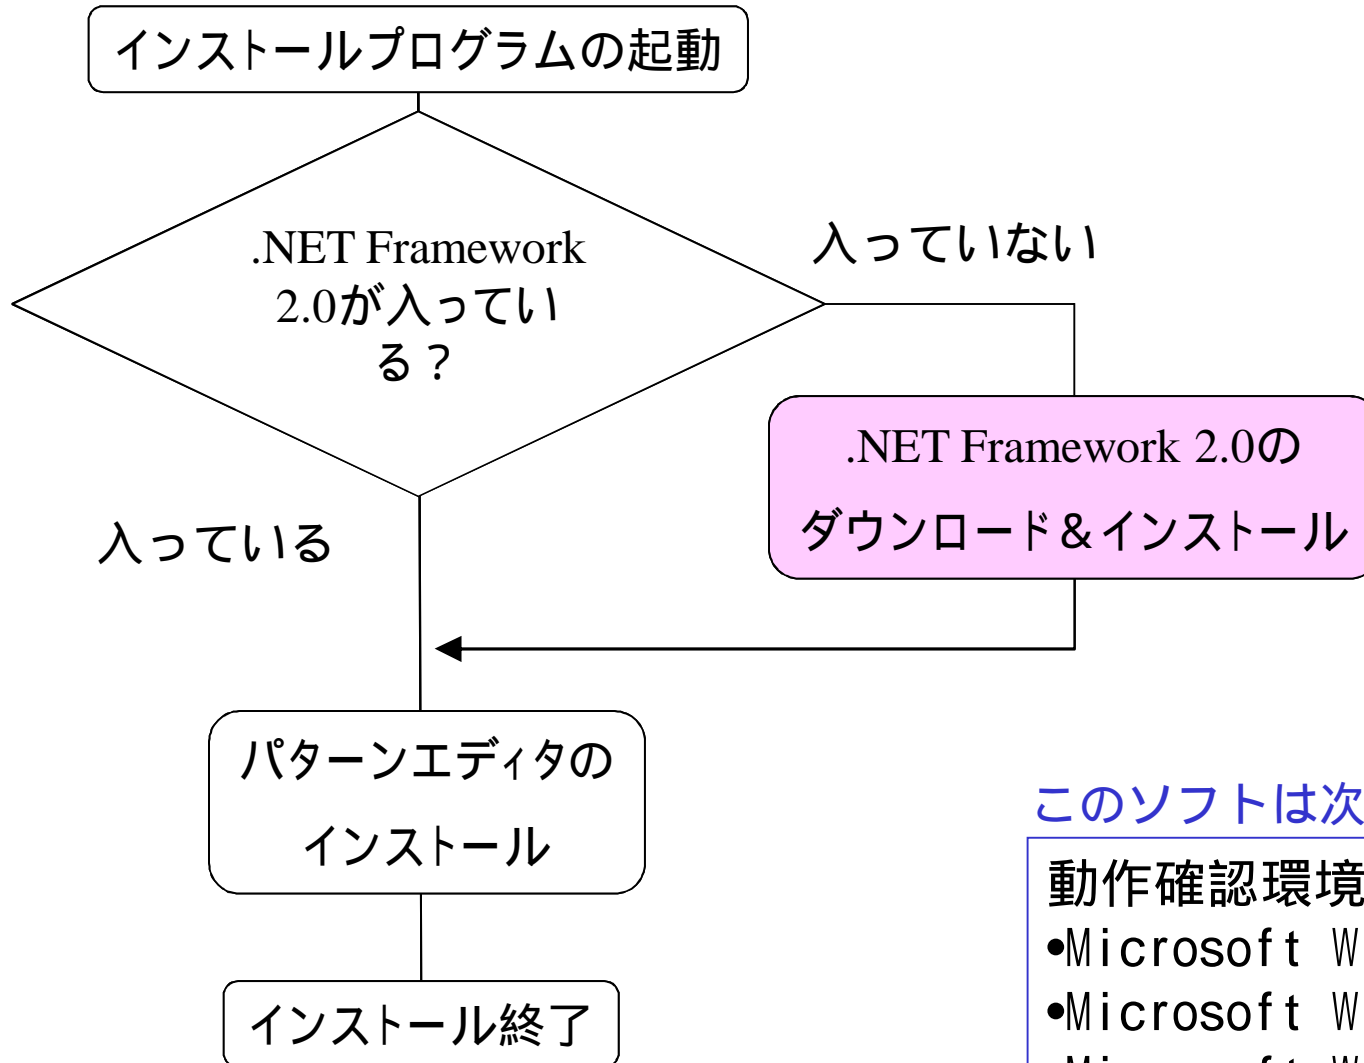 インストールプログラムの起動
.NET Framework
2.0が入ってい
る？
入っていない
.NET Framework 2.0の
ダウンロード＆インストール
入っている
パターンエディタの
インストール
インストール終了
このソフトは次
動作確認環境
•Microsoft W
•Microsoft W
•Microsoft W